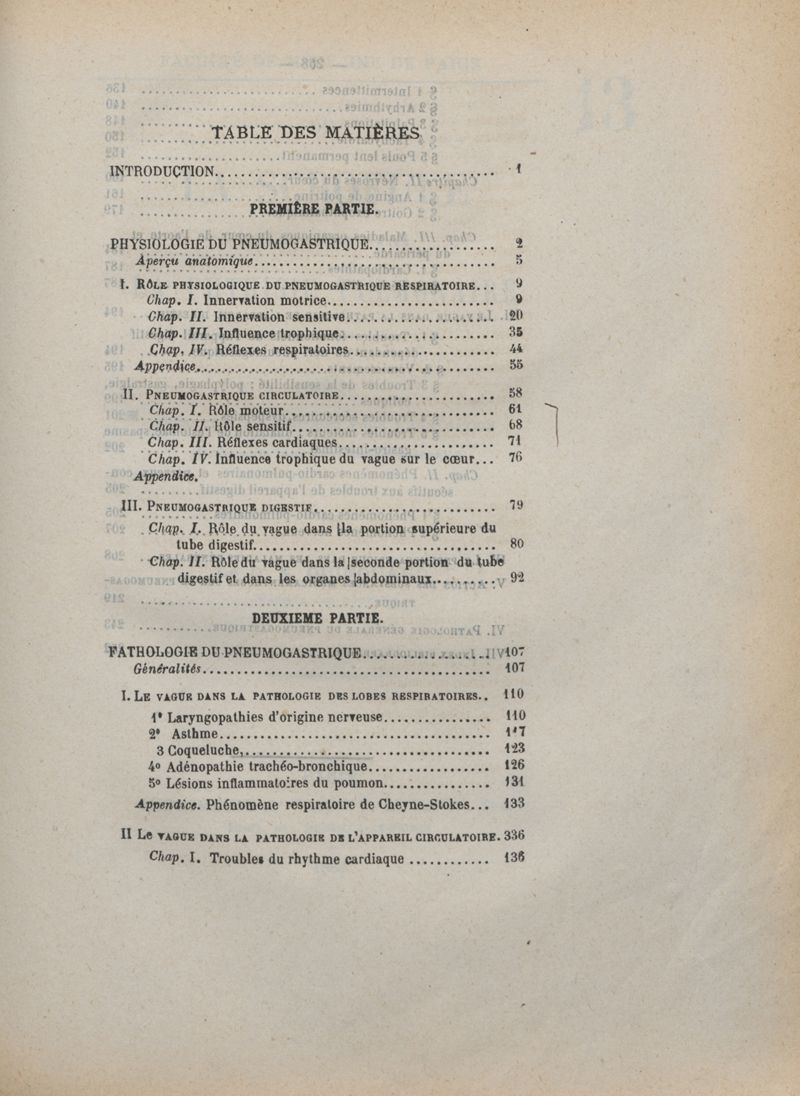 TABLE DES MATIÈRES
INTRODUCTION........................................ 1
PREMIÈRE PARTIE.
PHYSIOLOGIE DU PNEUMOGASTRIQUE.................... 2
Aperçu anatomique.................................... 5
I. RÔLE PHYSIOLOGIQUE DU PNEUMOGASTRIQUE RESPIRATOIRE... 9
Chap. I. Innervation motrice......................... 9
Chap. II. Innervation sensitive...................... 20
Chap. III. Influence trophique....................... 35
Chap. IV. Réflexes respiratoires..................... 44
Appendice............................................ 55
II. PNEUMOGASTRIQUE CIRCULATOIRE....................... 58
Chap. I. Rôle moteur................................. 61
Chap. II. Rôle sensitif.............................. 68
Chap. III. Réflexes cardiaques....................... 71
Chap. IV. Influence trophique du vague sur le cœur... 76
Appendice.
III. PNEUMOGASTRIQUE DIGESTIF........................... 79
Chap. I. Rôle du vague dans la portion supérieure du
tube digestif..................................... 80
Chap. II. Rôle du vague dans la seconde portion du tube
digestif et dans les organes abdominaux.......... 92
DEUXIEME PARTIE.
PATHOLOGIE DU PNEUMOGASTRIQUE.................... 107
Généralités......................................... 107
I. LE VAGUE DANS LA PATHOLOGIE DES LOBES RESPIRATOIRES.. 110
1° Laryngopathies d'origine nerveuse................ 110
2° Asthme........................................ 117
3 Coqueluche,.................................... 123
4o Adénopathie trachéo-bronchique.................. 126
5o Lésions inflammatoires du poumon................ 131
Appendice. Phénomène respiratoire de Cheyne-Stokes... 133
II LE VAGUE DANS LA PATHOLOGIE DE L'APPAREIL CIRCULATOIRE. 336
Chap. I. Troubles du rhythme cardiaque ............ 136